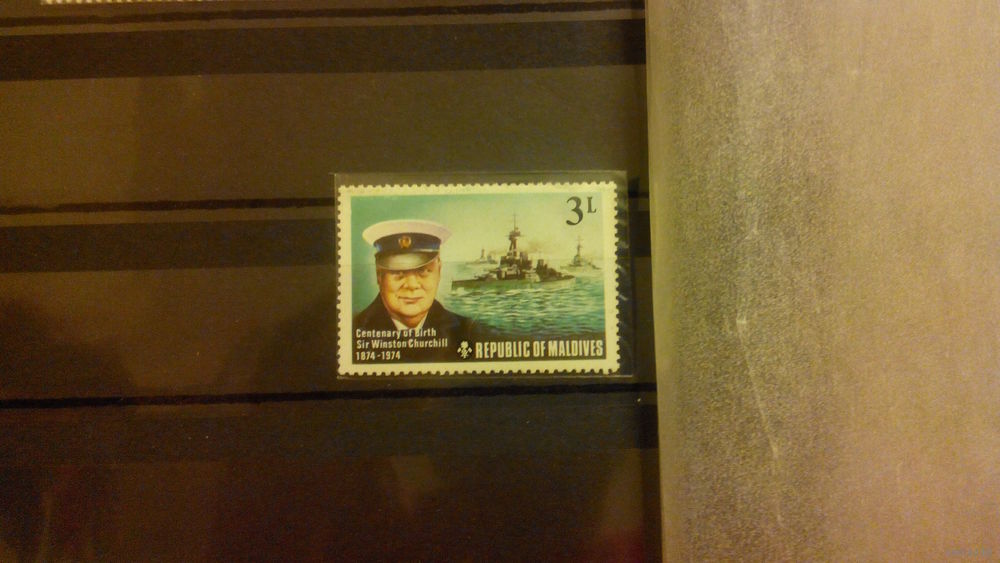 3L
Centenary of Birth
Sir Winston Churchill
1874-1974
REPUBLIC OF MALDIVES